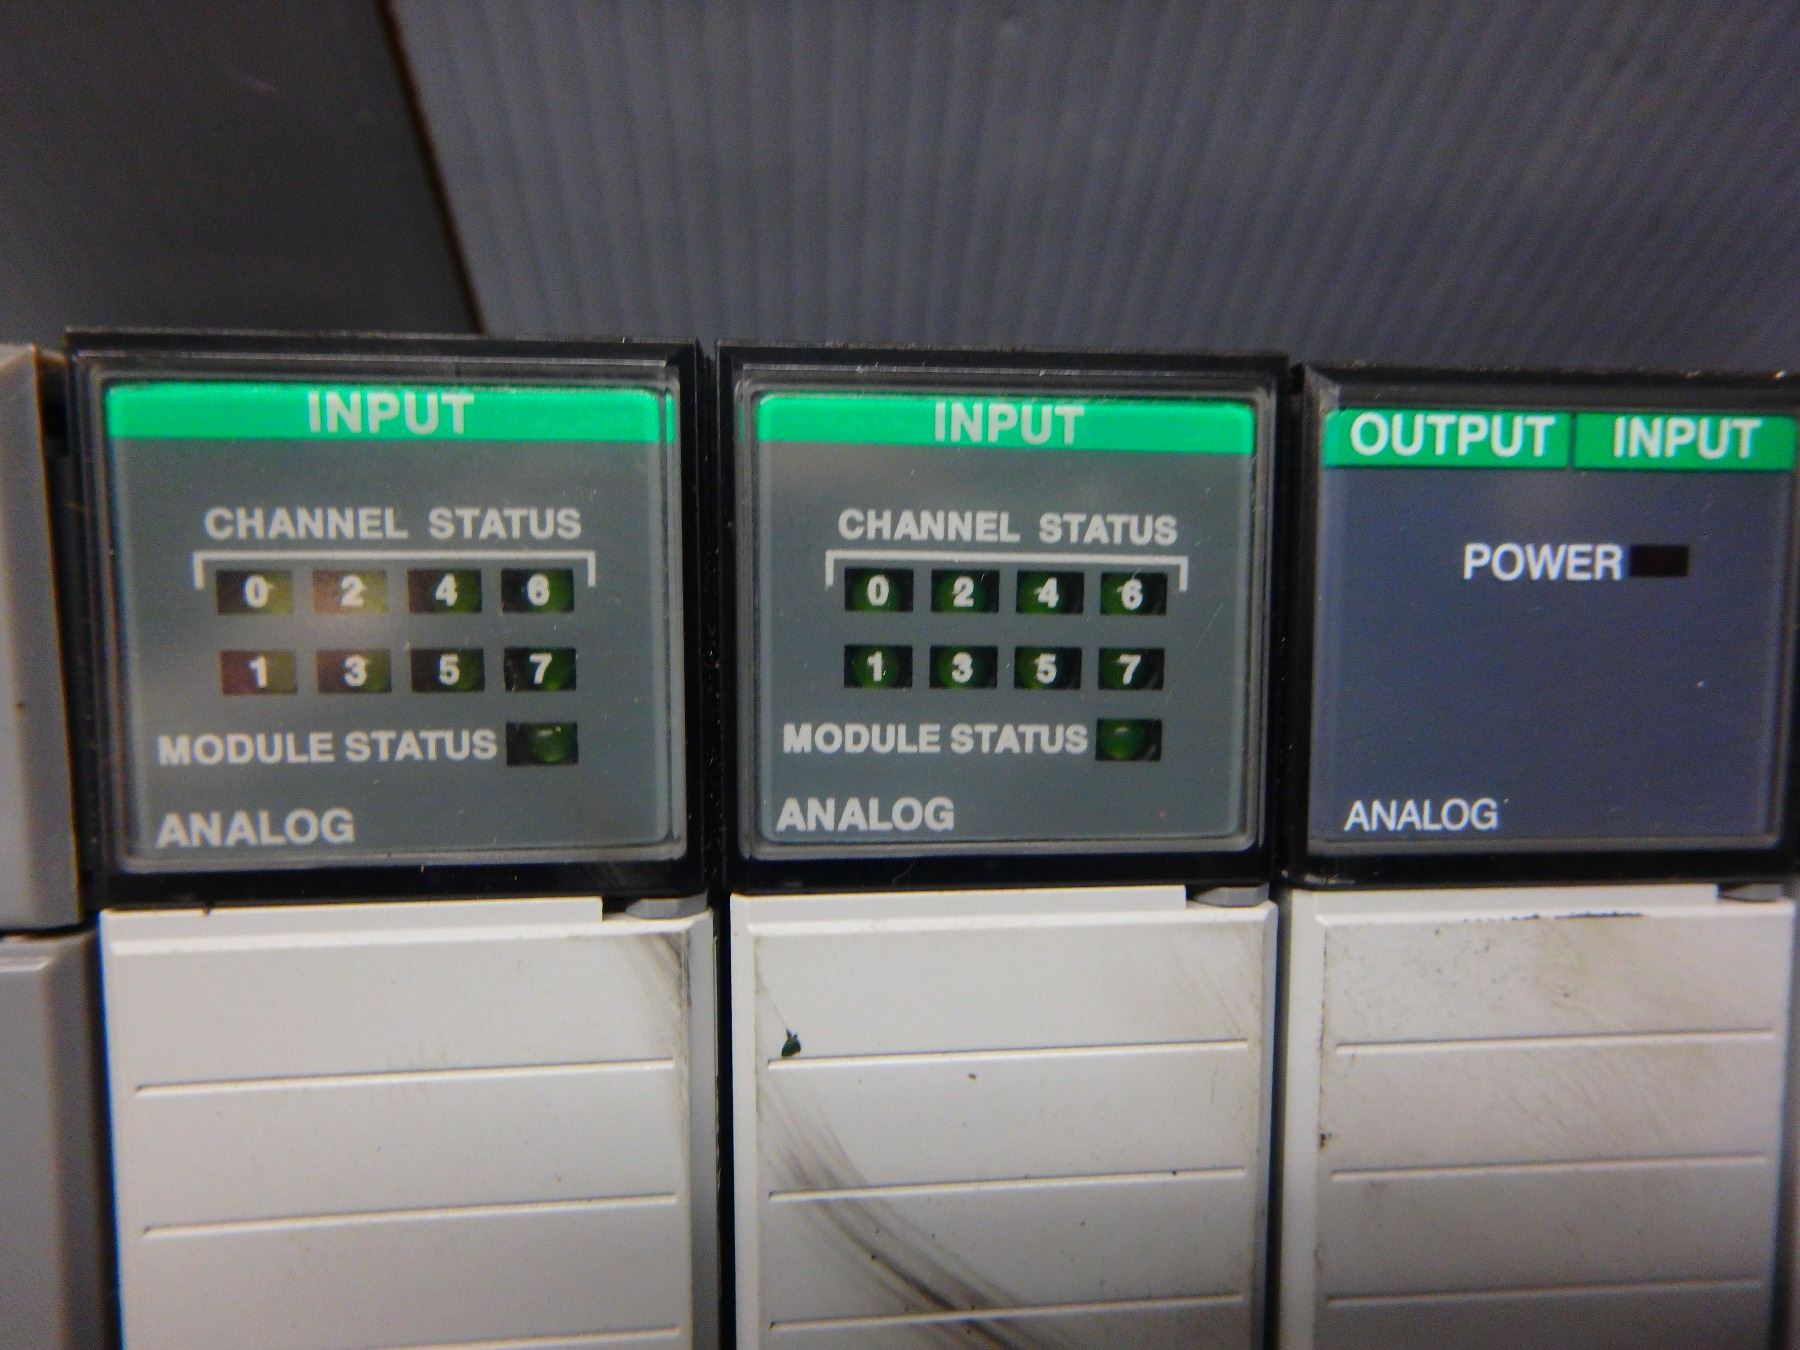 INPUT
CHANNEL STATUS
0 2 4 6
1 3 5 7
MODULE STATUS
ANALOG
INPUT
CHANNEL STATUS
0 2 4 6
1 3 5 7
MODULE STATUS
ANALOG
OUTPUT INPUT
POWER
ANALOG